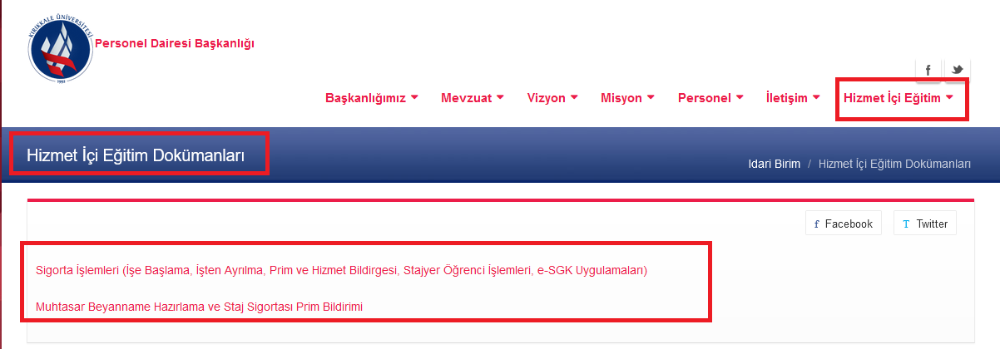 KIRIKKALE ÜNİVERSİTESİ
1992
Personel Dairesi Başkanlığı
f
Başkanlığımız Mevzuat Vizyon Misyon Personel İletişim Hizmet İçi Eğitim
Hizmet İçi Eğitim Dokümanları
Idari Birim / Hizmet İçi Eğitim Dokümanları
f Facebook T Twitter
Sigorta İşlemleri (İşe Başlama, İşten Ayrılma, Prim ve Hizmet Bildirgesi, Stajyer Öğrenci İşlemleri, e-SGK Uygulamaları)
Muhtasar Beyanname Hazırlama ve Staj Sigortası Prim Bildirimi